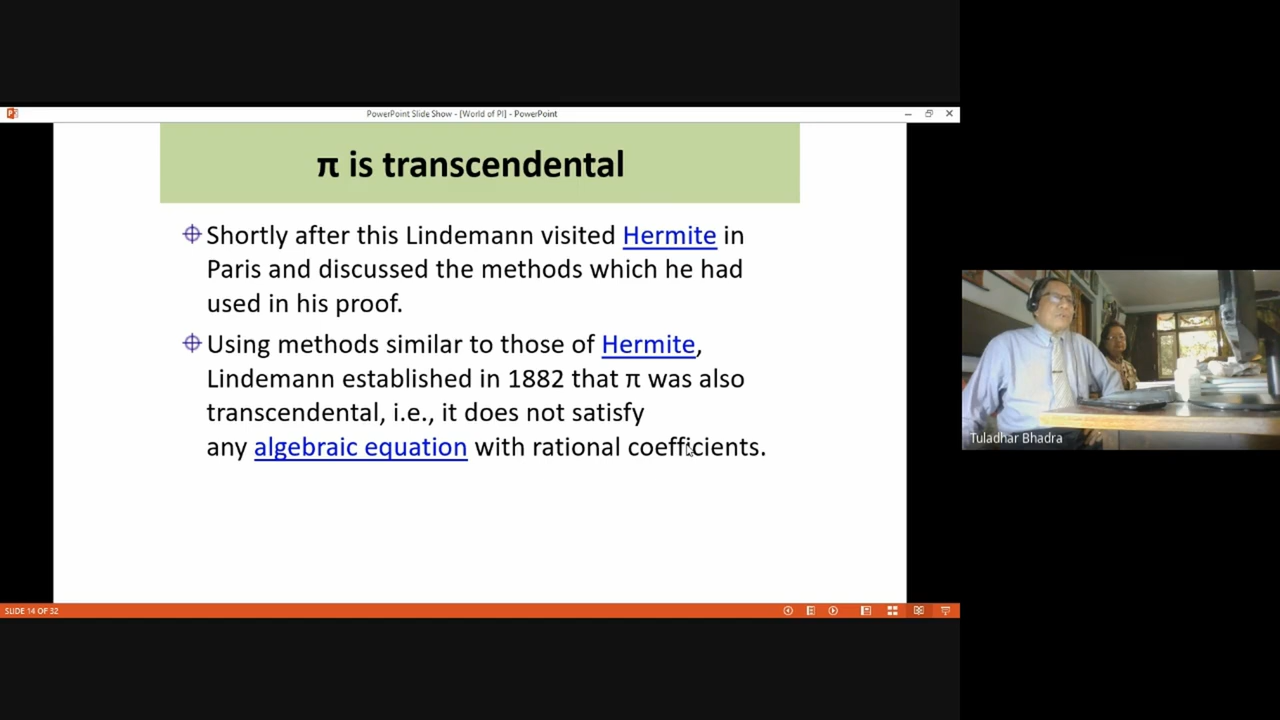 PowerPoint Slide Show - [World of PI] - PowerPoint
π is transcendental
Shortly after this Lindemann visited Hermite in
Paris and discussed the methods which he had
used in his proof.
Using methods similar to those of Hermite,
Lindemann established in 1882 that π was also
transcendental, i.e., it does not satisfy
any algebraic equation with rational coefficients.
SLIDE 14 OF 32
Tuladhar Bhadra